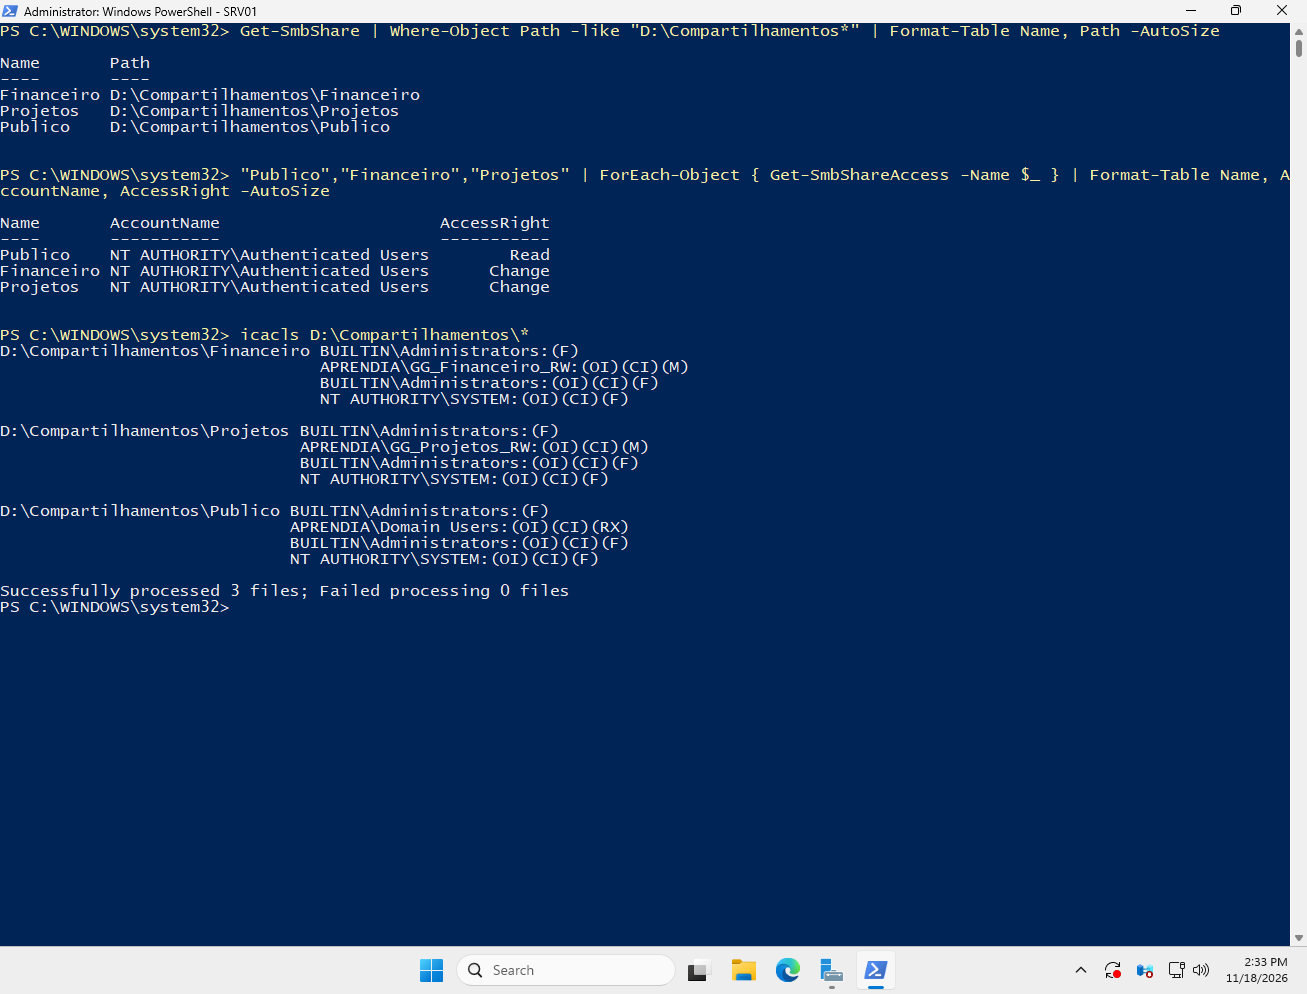 Administrator: Windows PowerShell - SRV01
PS C:\WINDOWS\system32> Get-SmbShare | Where-Object Path -like "D:\Compartilhamentos*" | Format-Table Name, Path -AutoSize
Name       Path
----       ----
Financeiro D:\Compartilhamentos\Financeiro
Projetos   D:\Compartilhamentos\Projetos
Publico    D:\Compartilhamentos\Publico
PS C:\WINDOWS\system32> "Publico","Financeiro","Projetos" | ForEach-Object { Get-SmbShareAccess -Name $_ } | Format-Table Name, A
ccountName, AccessRight -AutoSize
Name       AccountName                      AccessRight
----       -----------                      -----------
Publico    NT AUTHORITY\Authenticated Users        Read
Financeiro NT AUTHORITY\Authenticated Users      Change
Projetos   NT AUTHORITY\Authenticated Users      Change
PS C:\WINDOWS\system32> icacls D:\Compartilhamentos\*
D:\Compartilhamentos\Financeiro BUILTIN\Administrators:(F)
                                APRENDIA\GG_Financeiro_RW:(OI)(CI)(M)
                                BUILTIN\Administrators:(OI)(CI)(F)
                                NT AUTHORITY\SYSTEM:(OI)(CI)(F)
D:\Compartilhamentos\Projetos BUILTIN\Administrators:(F)
                              APRENDIA\GG_Projetos_RW:(OI)(CI)(M)
                              BUILTIN\Administrators:(OI)(CI)(F)
                              NT AUTHORITY\SYSTEM:(OI)(CI)(F)
D:\Compartilhamentos\Publico BUILTIN\Administrators:(F)
                             APRENDIA\Domain Users:(OI)(CI)(RX)
                             BUILTIN\Administrators:(OI)(CI)(F)
                             NT AUTHORITY\SYSTEM:(OI)(CI)(F)
Successfully processed 3 files; Failed processing 0 files
PS C:\WINDOWS\system32>
Search
2:33 PM
11/18/2026